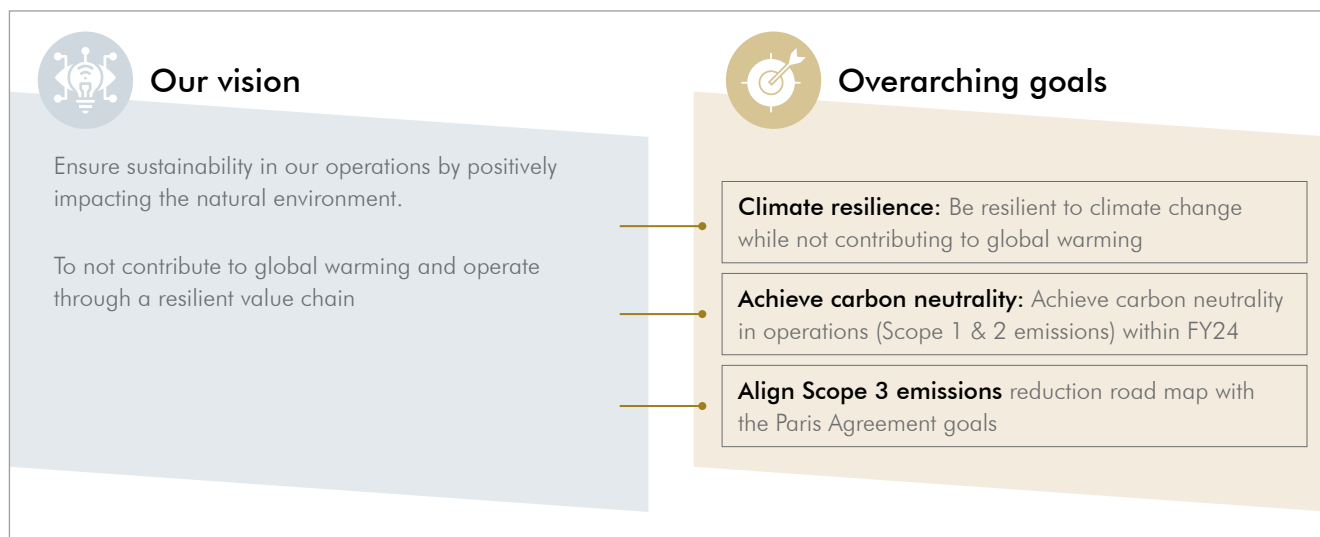 Our vision
Ensure sustainability in our operations by positively
impacting the natural environment.
To not contribute to global warming and operate
through a resilient value chain
Overarching goals
Climate resilience: Be resilient to climate change
while not contributing to global warming
Achieve carbon neutrality: Achieve carbon neutrality
in operations (Scope 1 & 2 emissions) within FY24
Align Scope 3 emissions reduction road map with
the Paris Agreement goals